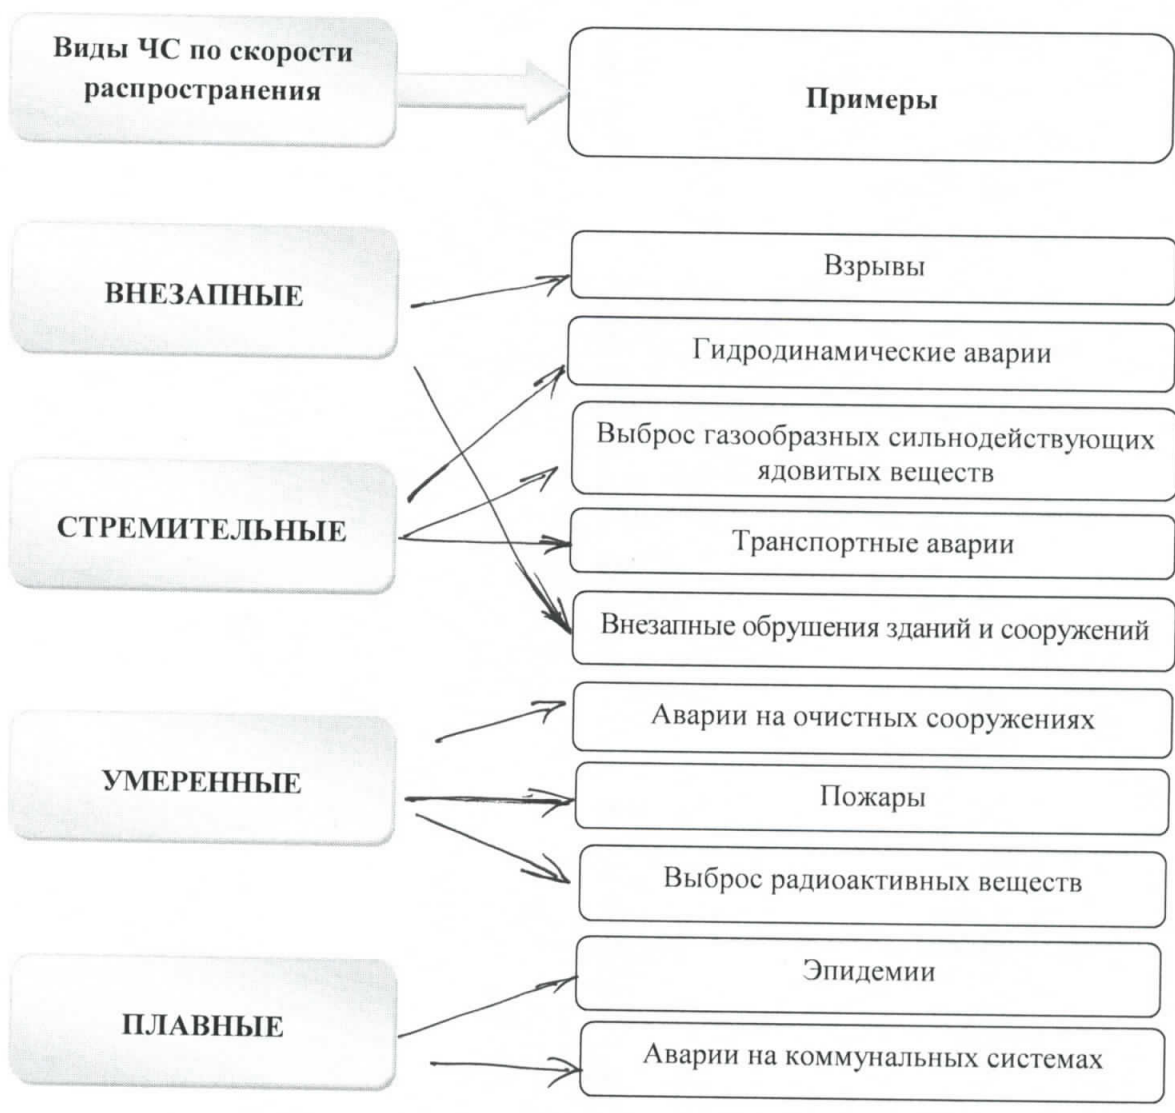 Виды ЧС по скорости
распространения
Примеры
ВНЕЗАПНЫЕ
Взрывы
Гидродинамические аварии
Выброс газообразных сильнодействующих
ядовитых веществ
СТРЕМИТЕЛЬНЫЕ
Транспортные аварии
Внезапные обрушения зданий и сооружений
Аварии на очистных сооружениях
УМЕРЕННЫЕ
Пожары
Выброс радиоактивных веществ
Эпидемии
ПЛАВНЫЕ
Аварии на коммунальных системах